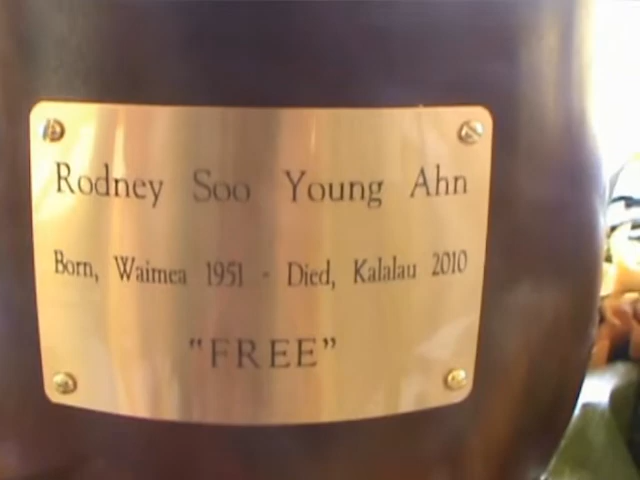 Rodney Soo Young Ahn
Born, Waimea 1951 - Died, Kalalau 2010
"FREE"